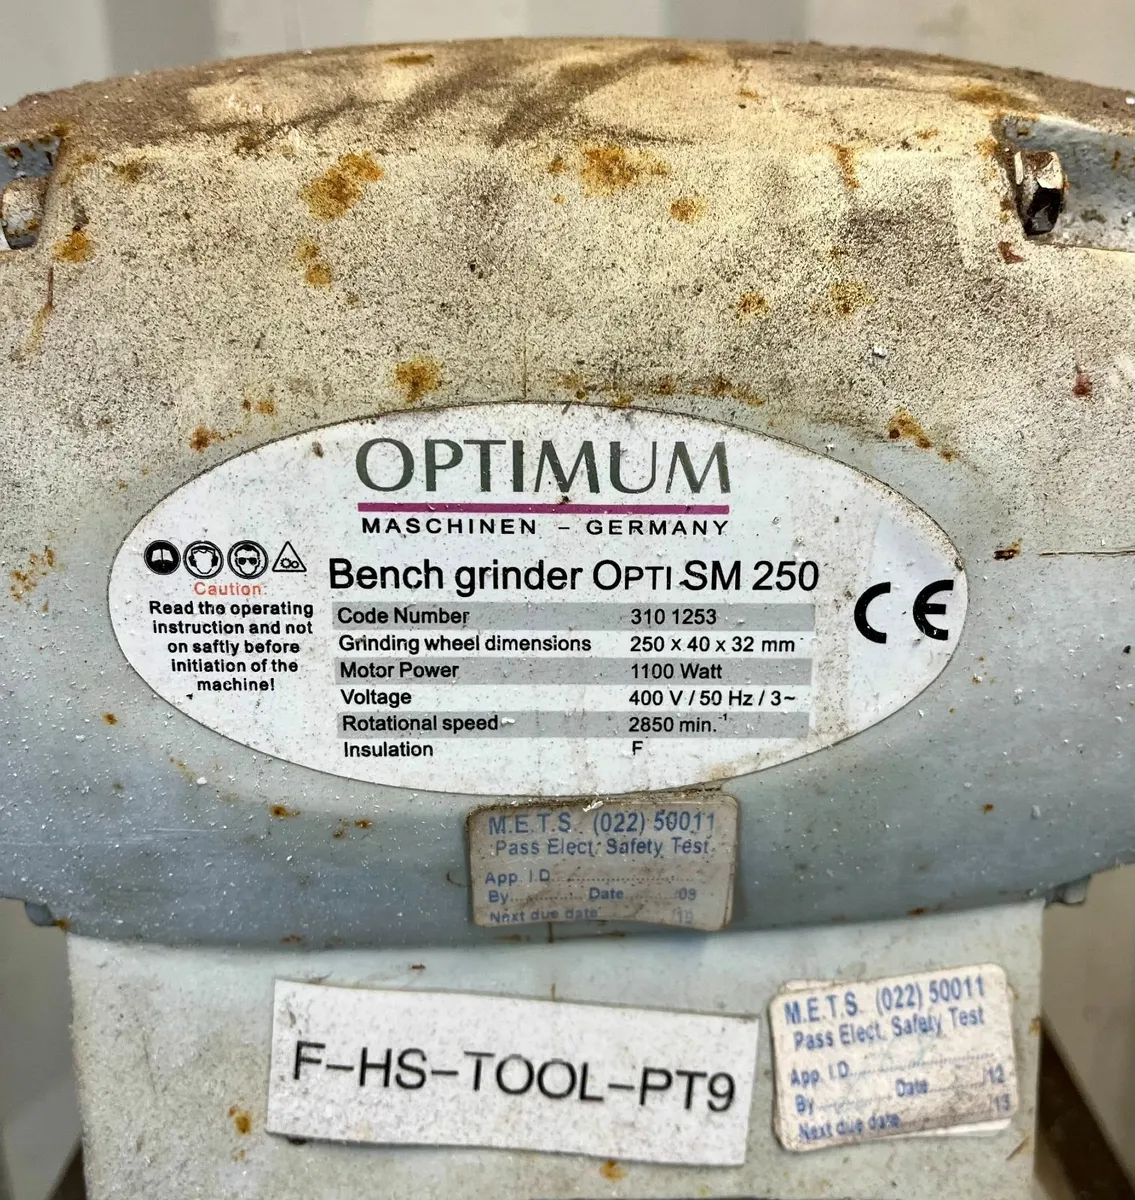 OPTIMUM
MASCHINEN – GERMANY
Bench grinder OPTI SM 250
Caution:
Read the operating
instruction and not
on saftly before
initiation of the
machine!
Code Number 310 1253
Grinding wheel dimensions 250 x 40 x 32 mm
Motor Power 1100 Watt
Voltage 400 V / 50 Hz / 3~
Rotational speed 2850 min.⁻¹
Insulation F
CE
M.E.T.S. (022) 50011
Pass Elect. Safety Test
App. I.D.
By Date /09
Next due date /10
F-HS-TOOL-PT9
M.E.T.S. (022) 50011
Pass Elect. Safety Test
App. I.D.
By Date /12
Next due date /13